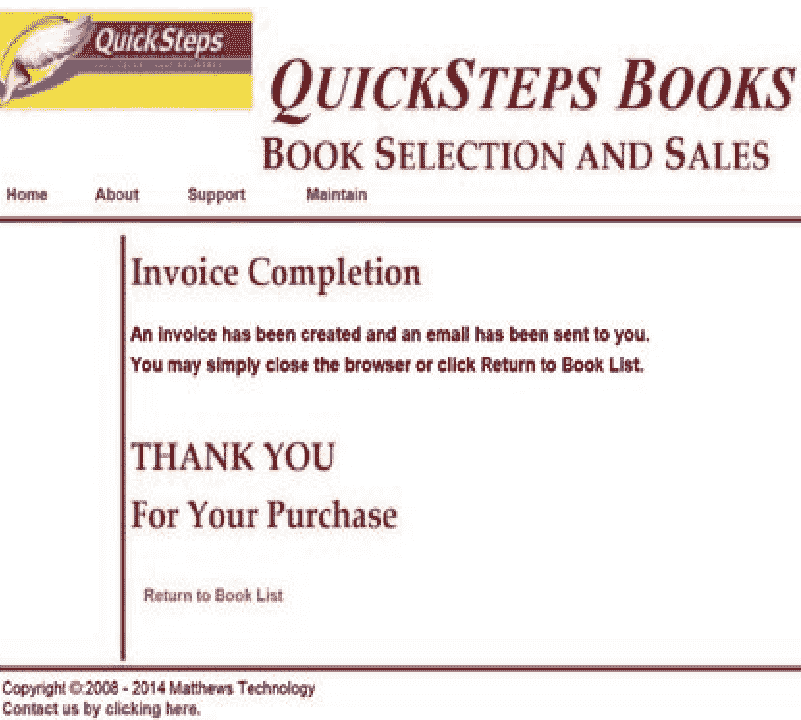 QuickSteps
QUICKSTEPS BOOKS
BOOK SELECTION AND SALES
Home About Support Maintain
Invoice Completion
An invoice has been created and an email has been sent to you.
You may simply close the browser or click Return to Book List.
THANK YOU
For Your Purchase
Return to Book List
Copyright © 2008 - 2014 Matthews Technology
Contact us by clicking here.